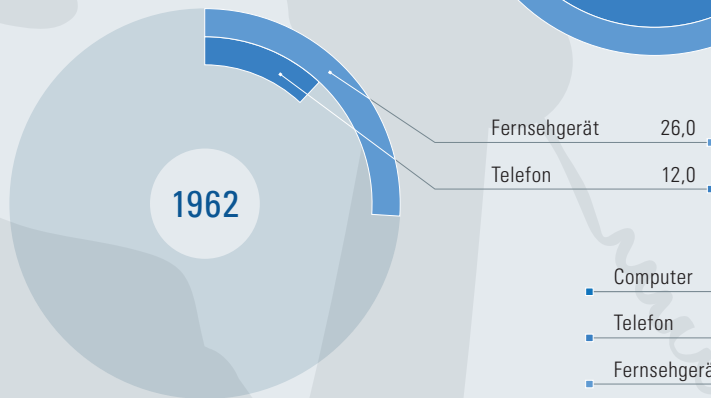 Fernsehgerät 26,0
Telefon 12,0
1962
Computer
Telefon